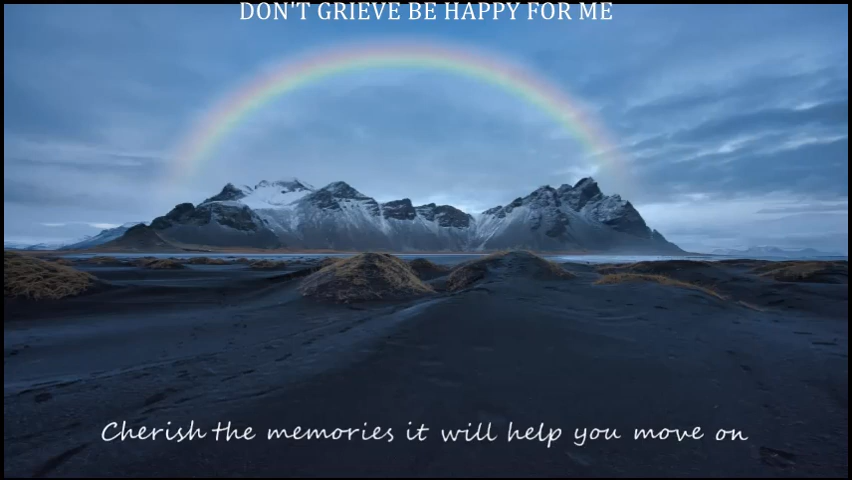 DON'T GRIEVE BE HAPPY FOR ME
Cherish the memories it will help you move on